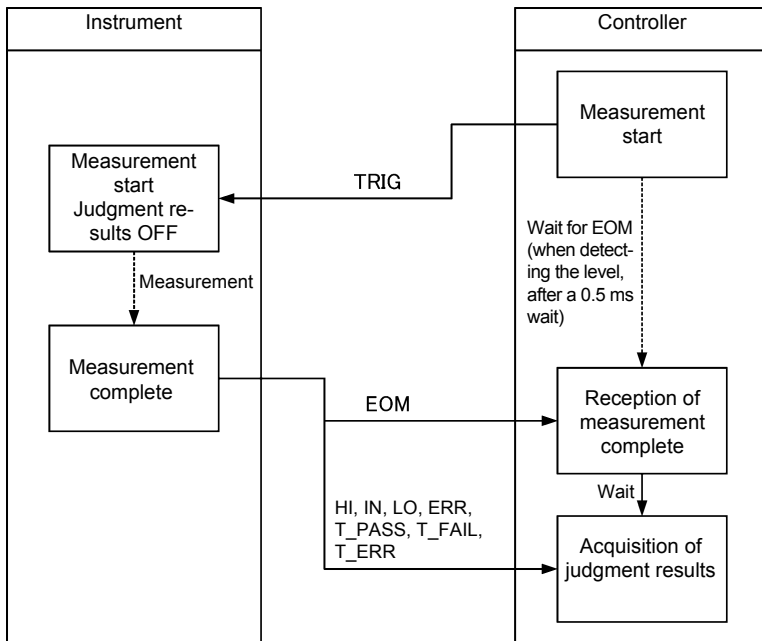 Instrument
Controller
Measurement
start
Measurement
start
Judgment re-
sults OFF
TRIG
Wait for EOM
(when detect-
ing the level,
after a 0.5 ms
wait)
Measurement
Measurement
complete
EOM
Reception of
measurement
complete
Wait
HI, IN, LO, ERR,
T_PASS, T_FAIL,
T_ERR
Acquisition of
judgment results